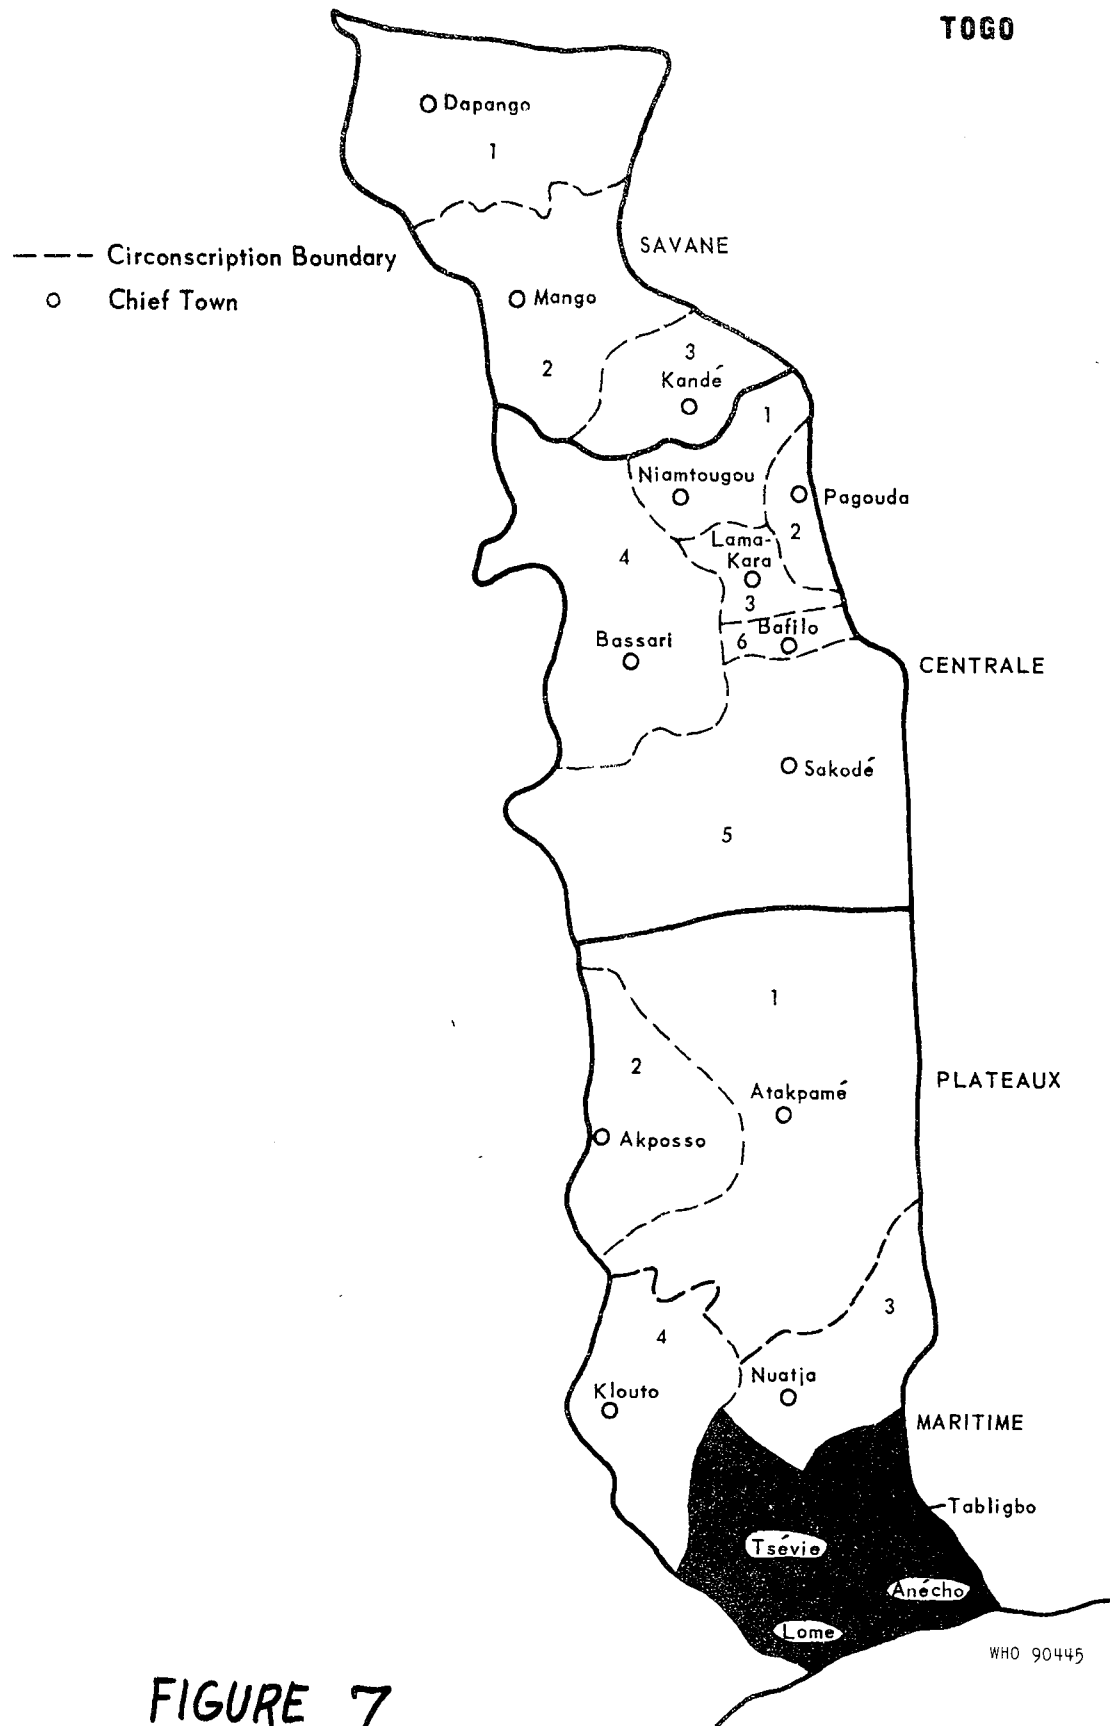 TOGO
Dapango
1
SAVANE
Circonscription Boundary
Chief Town
Mango
2
3
Kandé
1
Niamtougou
Pagouda
2
4
Lama-
Kara
3
6
Bafilo
Bassari
CENTRALE
Sakodé
5
1
2
PLATEAUX
Atakpamé
Akposso
3
4
Nuatja
Klouto
MARITIME
Tabligbo
Tsévie
Anécho
Lome
WHO 90445
FIGURE 7